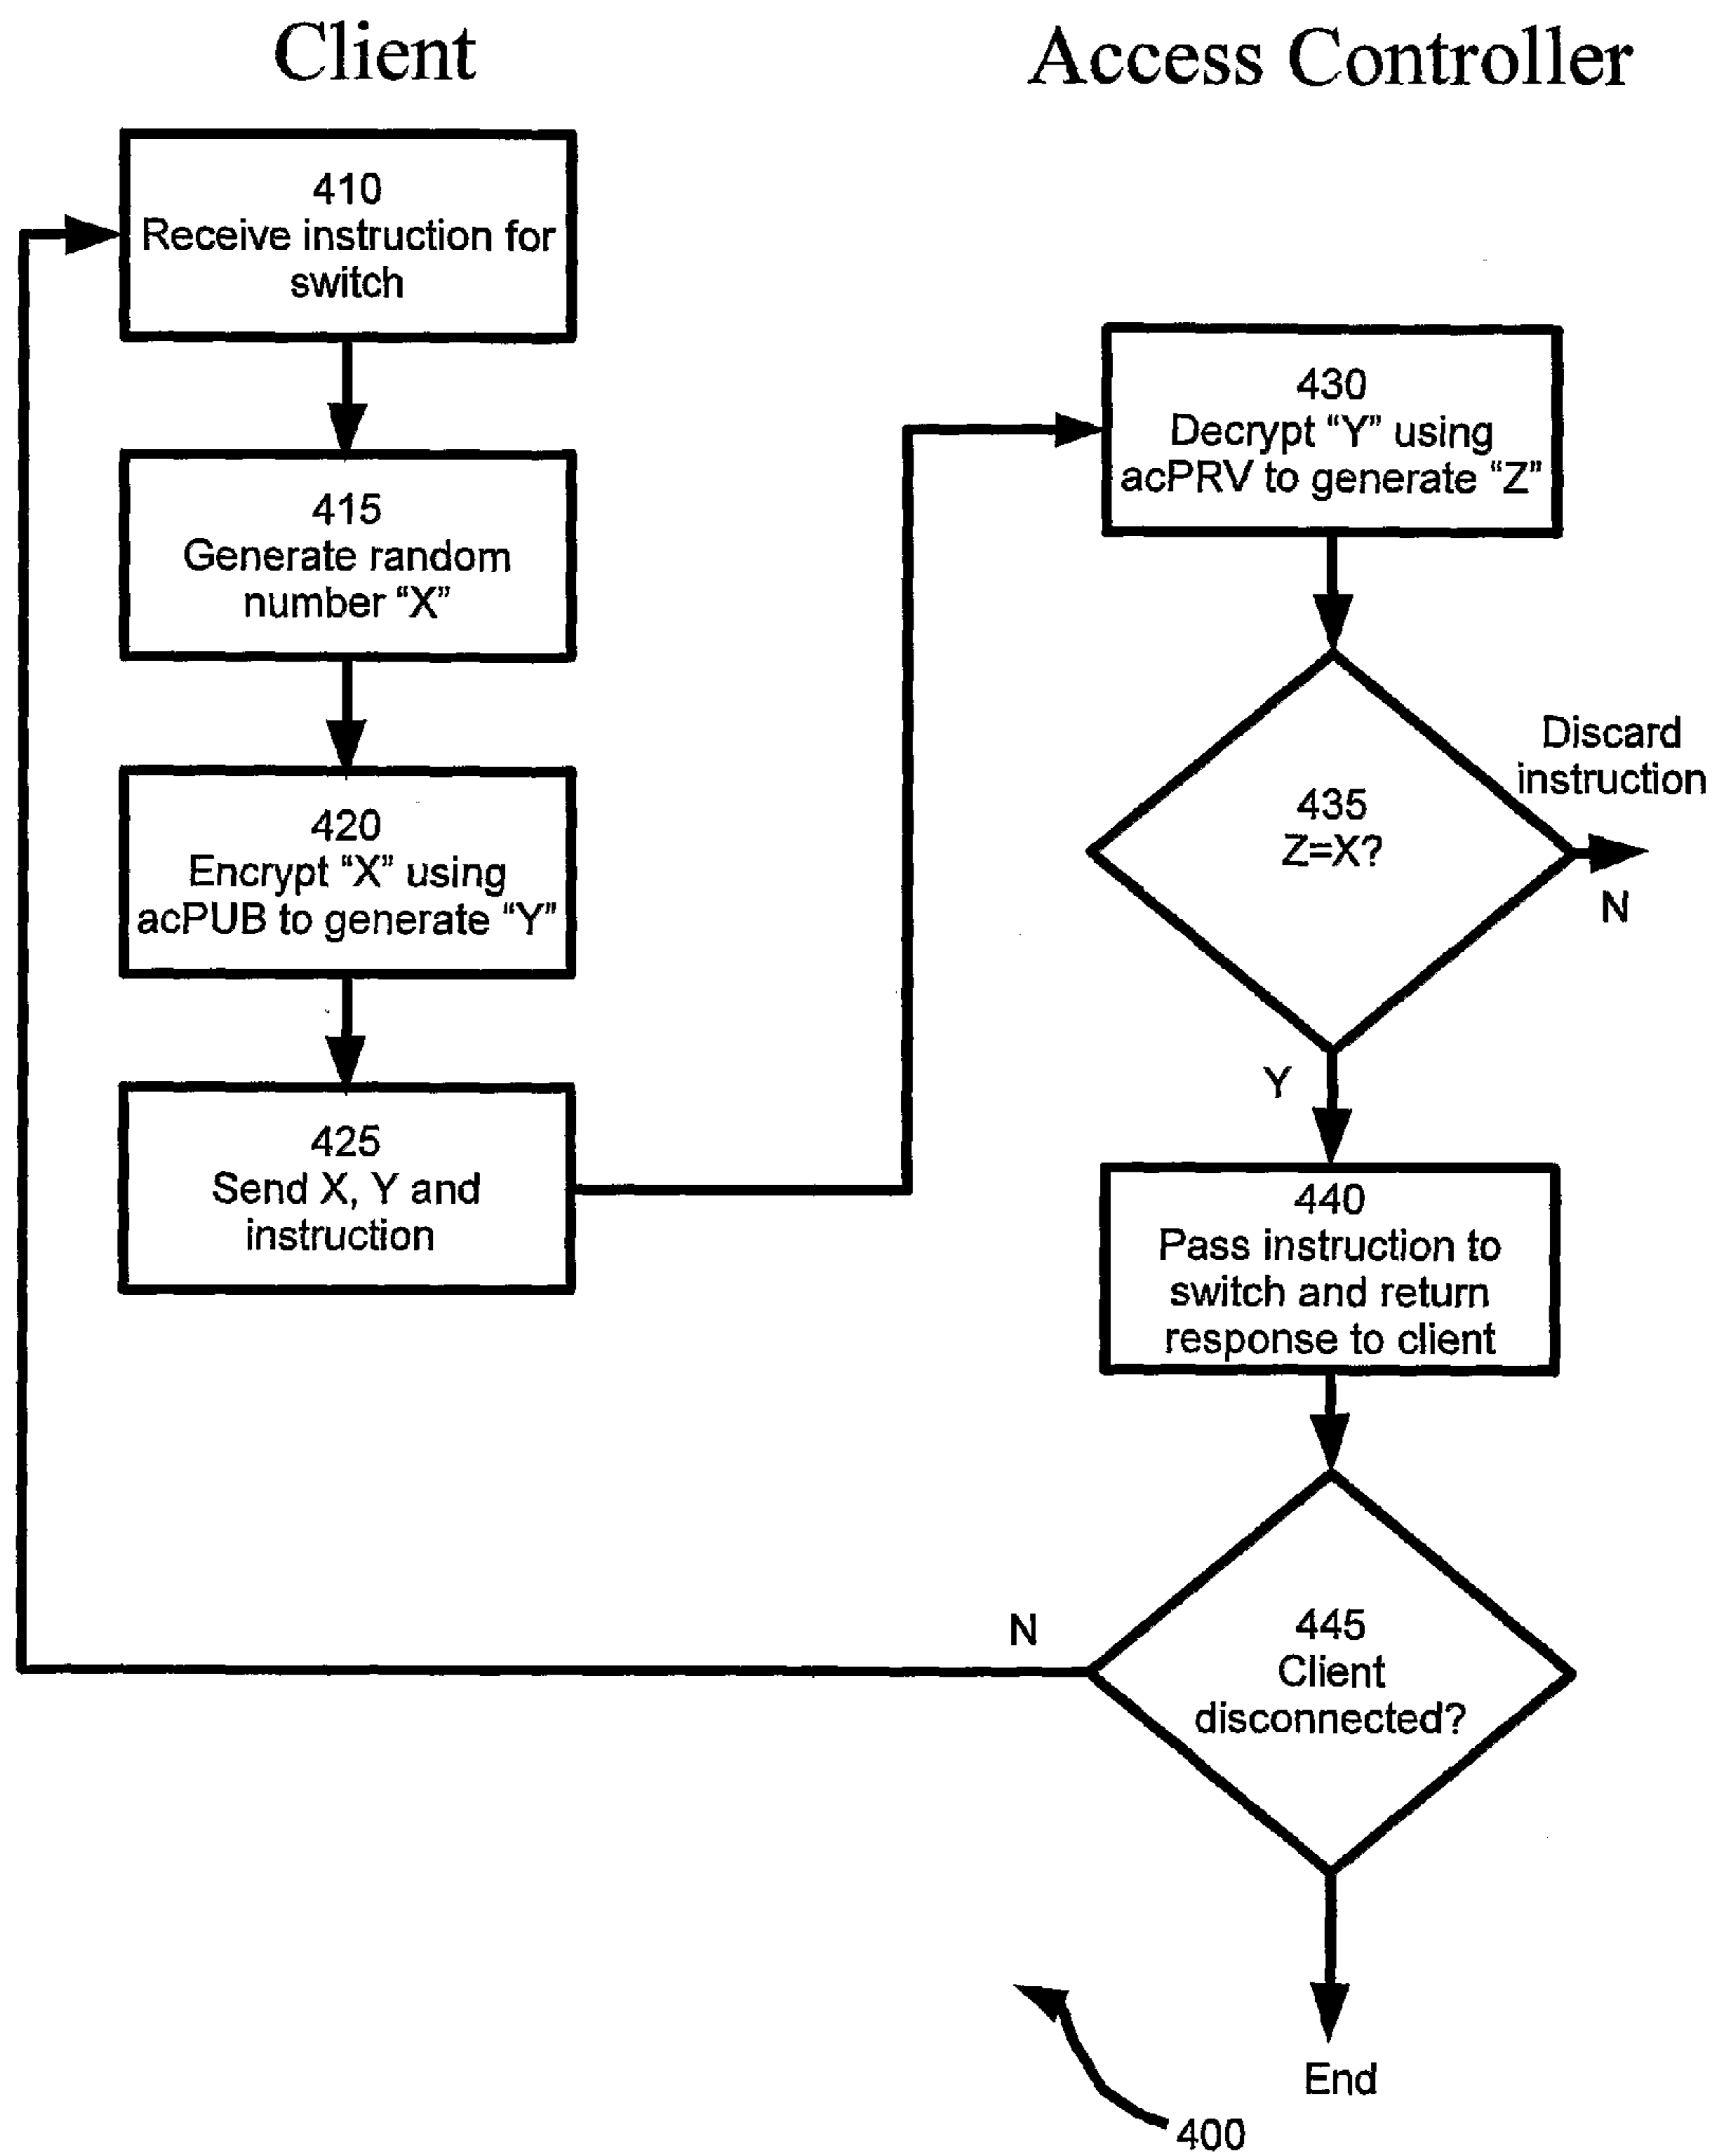 Client
Access Controller
410
Receive instruction for
switch
415
Generate random
number “X”
420
Encrypt “X” using
acPUB to generate “Y”
425
Send X, Y and
instruction
430
Decrypt “Y” using
acPRV to generate “Z”
435
Z=X?
Discard
instruction
N
Y
440
Pass instruction to
switch and return
response to client
445
Client
disconnected?
N
End
400